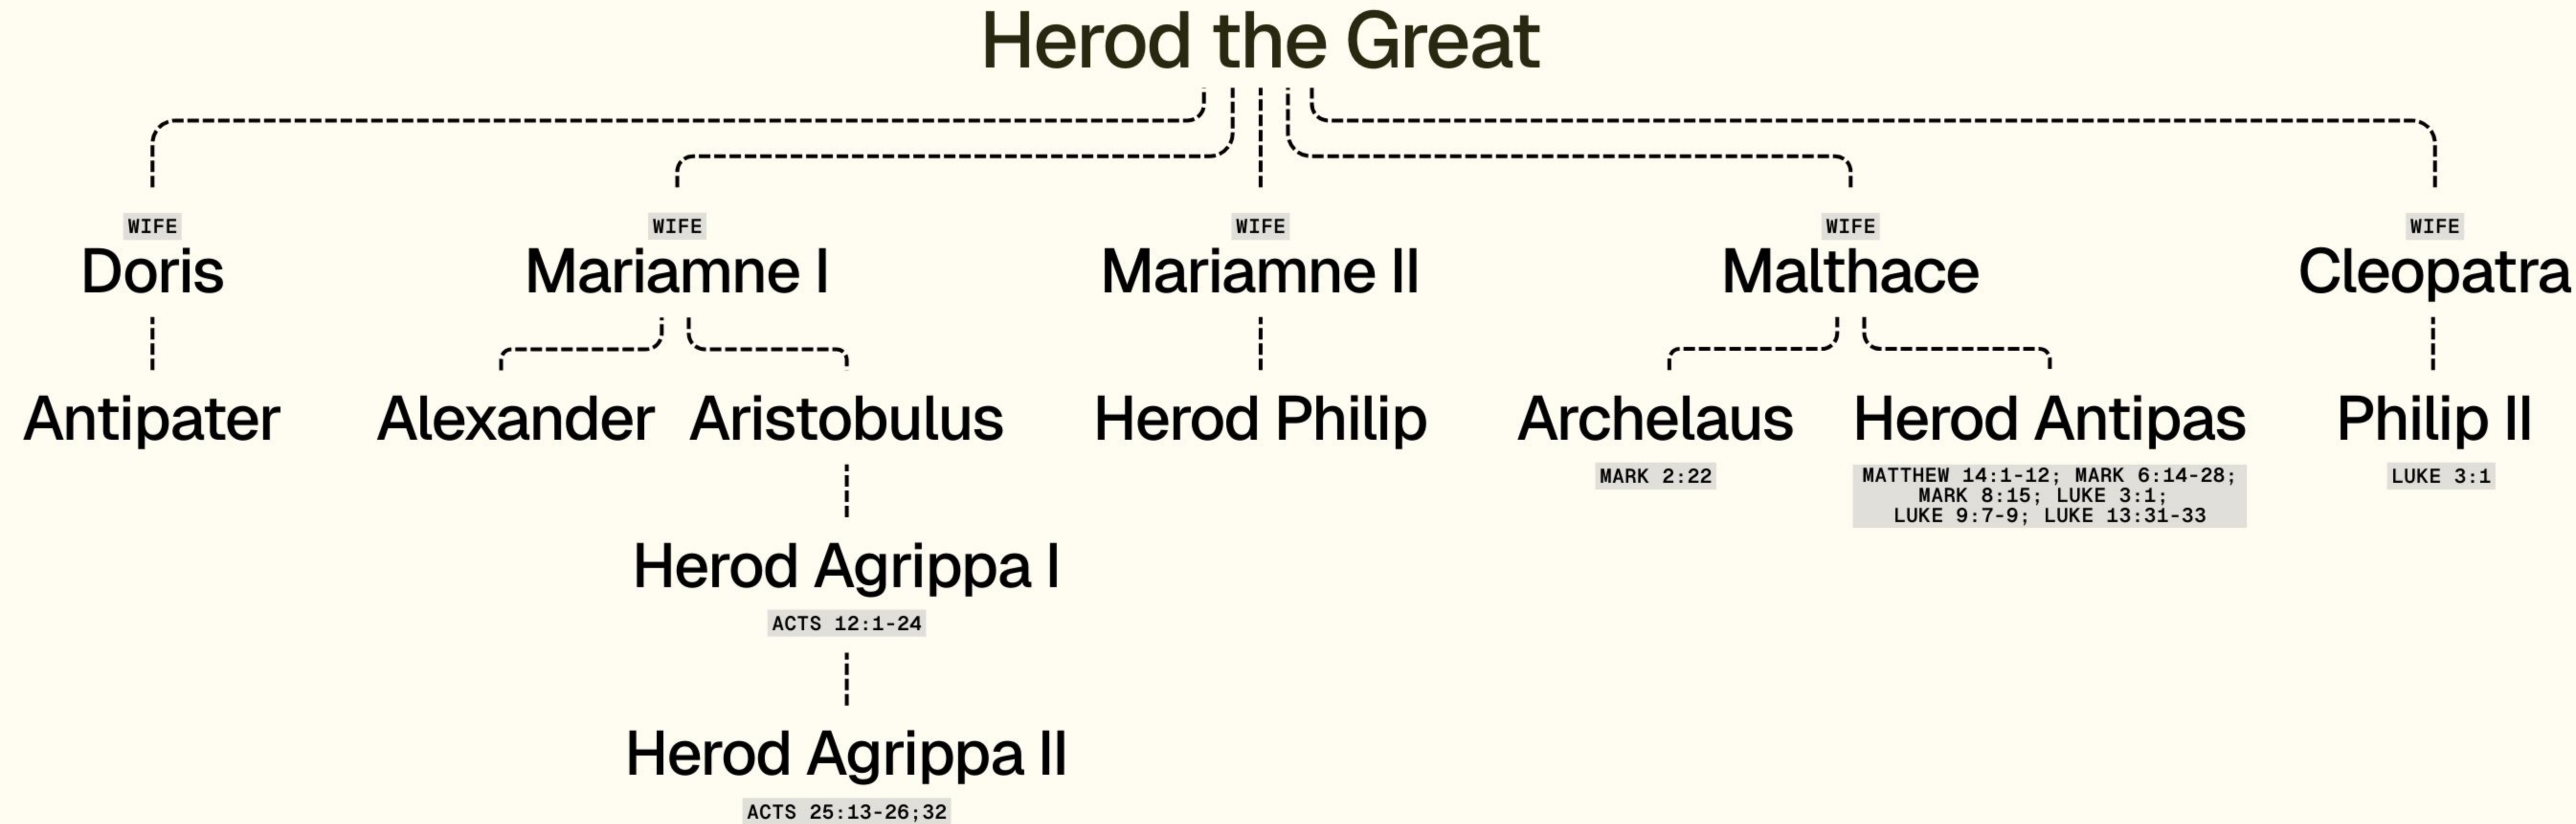 Herod the Great
WIFE
Doris
WIFE
Mariamne I
WIFE
Mariamne II
WIFE
Malthace
WIFE
Cleopatra
Antipater
Alexander
Aristobulus
Herod Philip
Archelaus
MARK 2:22
Herod Antipas
MATTHEW 14:1-12; MARK 6:14-28;
MARK 8:15; LUKE 3:1;
LUKE 9:7-9; LUKE 13:31-33
Philip II
LUKE 3:1
Herod Agrippa I
ACTS 12:1-24
Herod Agrippa II
ACTS 25:13-26;32